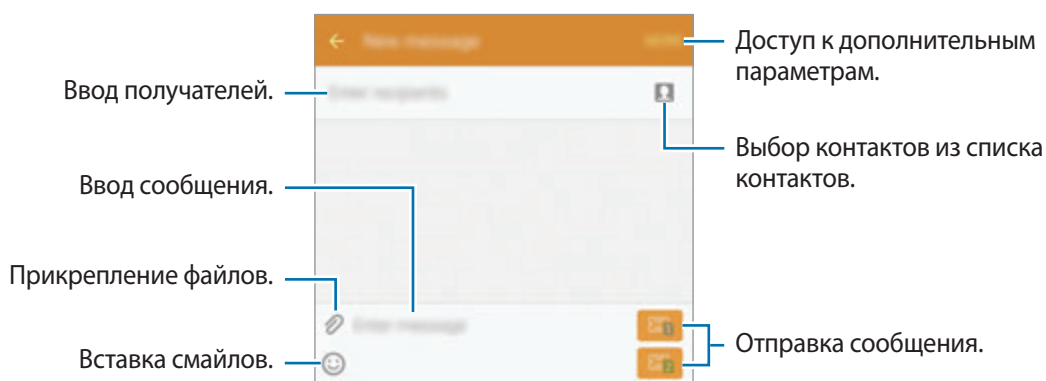 Доступ к дополнительным
параметрам.
Ввод получателей.
Выбор контактов из списка
контактов.
Ввод сообщения.
Прикрепление файлов.
Отправка сообщения.
Вставка смайлов.